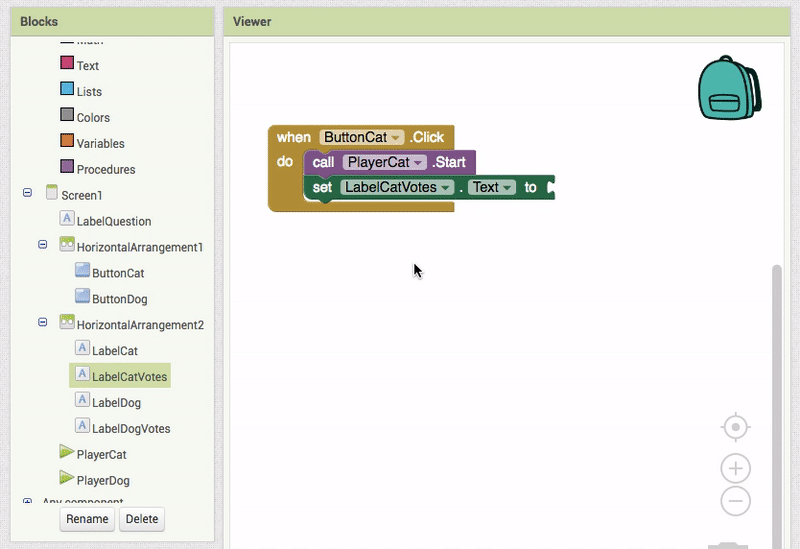 Blocks
Viewer
Math
Text
Lists
Colors
Variables
Procedures
Screen1
A LabelQuestion
HorizontalArrangement1
ButtonCat
ButtonDog
HorizontalArrangement2
A LabelCat
A LabelCatVotes
A LabelDog
A LabelDogVotes
PlayerCat
PlayerDog
Any component
Rename Delete
when ButtonCat .Click
do call PlayerCat .Start
set LabelCatVotes . Text to